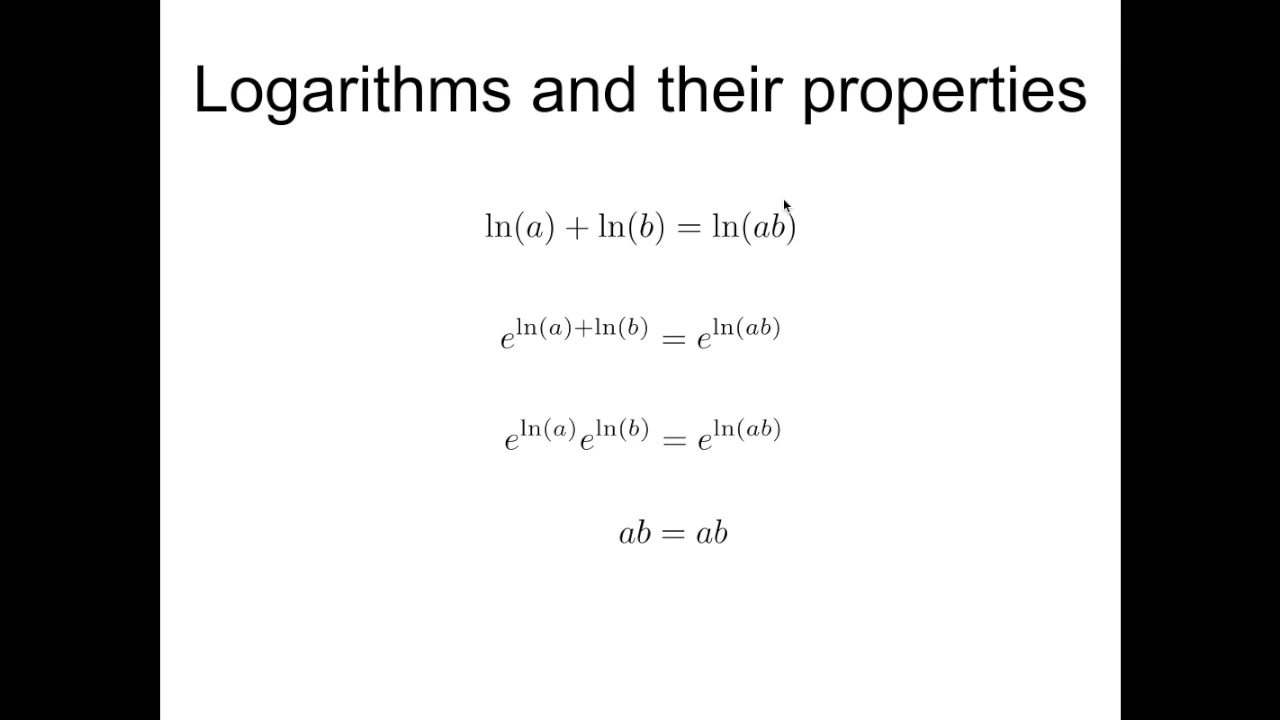 Logarithms and their properties
ln(a) + ln(b) = ln(ab)
e^{ln(a)+ln(b)} = e^{ln(ab)}
e^{ln(a)}e^{ln(b)} = e^{ln(ab)}
ab = ab